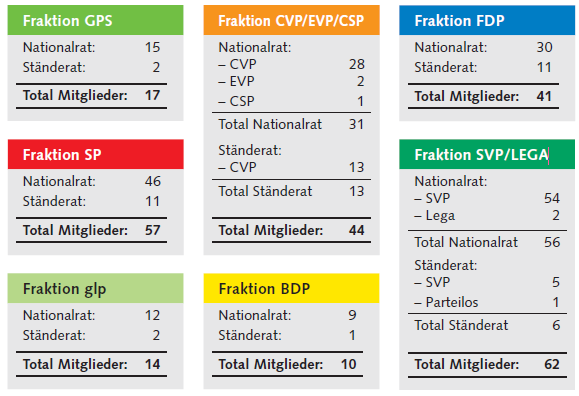 Fraktion GPS
Nationalrat: 15
Ständerat: 2
Total Mitglieder: 17
Fraktion SP
Nationalrat: 46
Ständerat: 11
Total Mitglieder: 57
Fraktion glp
Nationalrat: 12
Ständerat: 2
Total Mitglieder: 14
Fraktion CVP/EVP/CSP
Nationalrat:
– CVP 28
– EVP 2
– CSP 1
Total Nationalrat 31
Ständerat:
– CVP 13
Total Ständerat 13
Total Mitglieder: 44
Fraktion BDP
Nationalrat: 9
Ständerat: 1
Total Mitglieder: 10
Fraktion FDP
Nationalrat: 30
Ständerat: 11
Total Mitglieder: 41
Fraktion SVP/LEGA
Nationalrat:
– SVP 54
– Lega 2
Total Nationalrat 56
Ständerat:
– SVP 5
– Parteilos 1
Total Ständerat 6
Total Mitglieder: 62